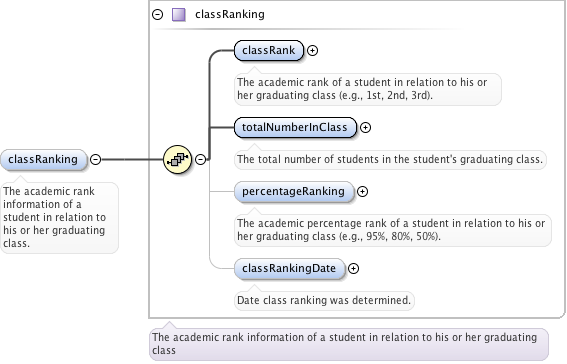 classRanking
classRank
The academic rank of a student in relation to his or
her graduating class (e.g., 1st, 2nd, 3rd).
totalNumberInClass
The total number of students in the student's graduating class.
classRanking
The academic rank
information of a
student in relation to
his or her graduating
class.
percentageRanking
The academic percentage rank of a student in relation to his or
her graduating class (e.g., 95%, 80%, 50%).
classRankingDate
Date class ranking was determined.
The academic rank information of a student in relation to his or her graduating
class